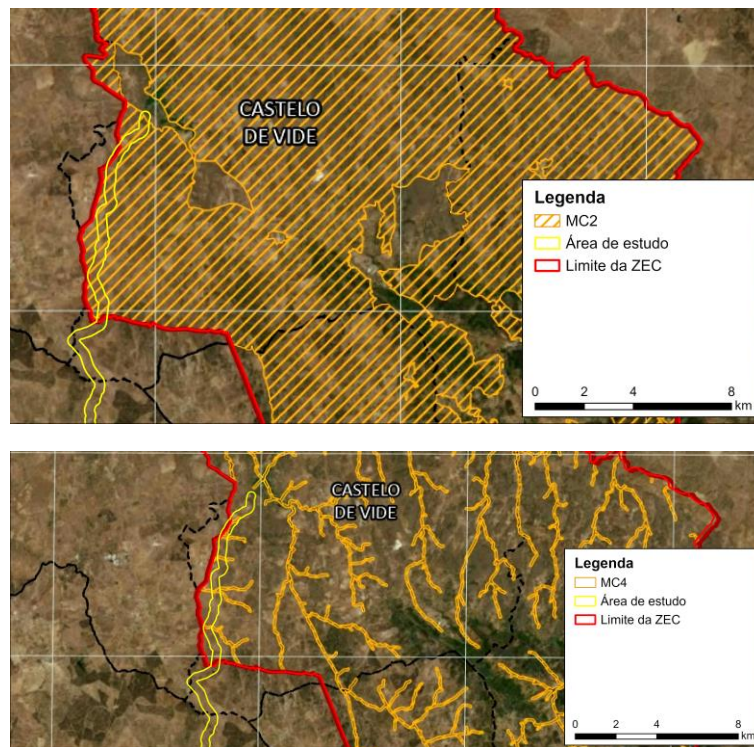 CASTELO
DE VIDE
Legenda
MC2
Área de estudo
Limite da ZEC
0 2 4 8
km
CASTELO
DE VIDE
Legenda
MC4
Área de estudo
Limite da ZEC
0 2 4 8
km